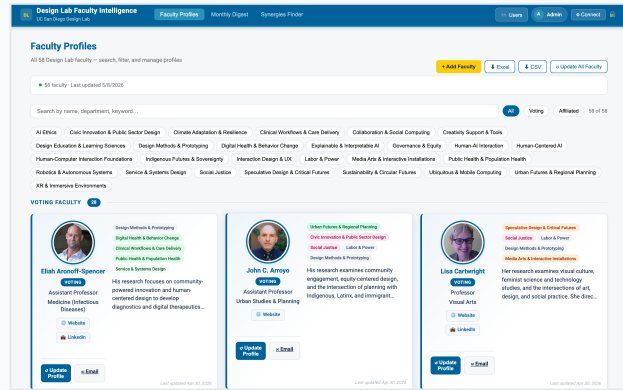 DL
Design Lab Faculty Intelligence
UC San Diego Design Lab
Faculty Profiles
Monthly Digest
Synergies Finder
Users
A Admin
Connect
Faculty Profiles
All 58 Design Lab faculty — search, filter, and manage profiles
+ Add Faculty
Excel
CSV
Update All Faculty
58 faculty · Last updated 5/6/2026
Search by name, department, keyword...
All
Voting
Affiliated
58 of 58
AI Ethics
Civic Innovation & Public Sector Design
Climate Adaptation & Resilience
Clinical Workflows & Care Delivery
Collaboration & Social Computing
Creativity Support & Tools
Design Education & Learning Sciences
Design Methods & Prototyping
Digital Health & Behavior Change
Explainable & Interpretable AI
Governance & Equity
Human-AI Interaction
Human-Centered AI
Human-Computer Interaction Foundations
Indigenous Futures & Sovereignty
Interaction Design & UX
Labor & Power
Media Arts & Interactive Installations
Public Health & Population Health
Robotics & Autonomous Systems
Service & Systems Design
Social Justice
Speculative Design & Critical Futures
Sustainability & Circular Futures
Ubiquitous & Mobile Computing
Urban Futures & Regional Planning
XR & Immersive Environments
VOTING FACULTY 28
Eliah Aronoff-Spencer
VOTING
Assistant Professor
Medicine (Infectious
Diseases)
Website
LinkedIn
Design Methods & Prototyping
Digital Health & Behavior Change
Clinical Workflows & Care Delivery
Public Health & Population Health
Service & Systems Design
His research focuses on community-
powered innovation and human-
centered design to develop
diagnostics and digital therapeutics...
Update
Profile
Email
Last updated Apr 30, 2026
John C. Arroyo
VOTING
Assistant Professor
Urban Studies & Planning
Website
Urban Futures & Regional Planning
Civic Innovation & Public Sector Design
Social Justice
Labor & Power
Design Methods & Prototyping
His research examines community
engagement, equity-centered design,
and the intersection of planning with
Indigenous, Latinx, and immigrant...
Update
Profile
Email
Last updated Apr 30, 2026
Lisa Cartwright
VOTING
Professor
Visual Arts
Website
LinkedIn
Speculative Design & Critical Futures
Social Justice
Labor & Power
Design Methods & Prototyping
Media Arts & Interactive Installations
Her research examines visual culture,
feminist science and technology
studies, and the intersections of art,
design, and social practice. She direc...
Update
Profile
Email
Last updated Apr 30, 2026